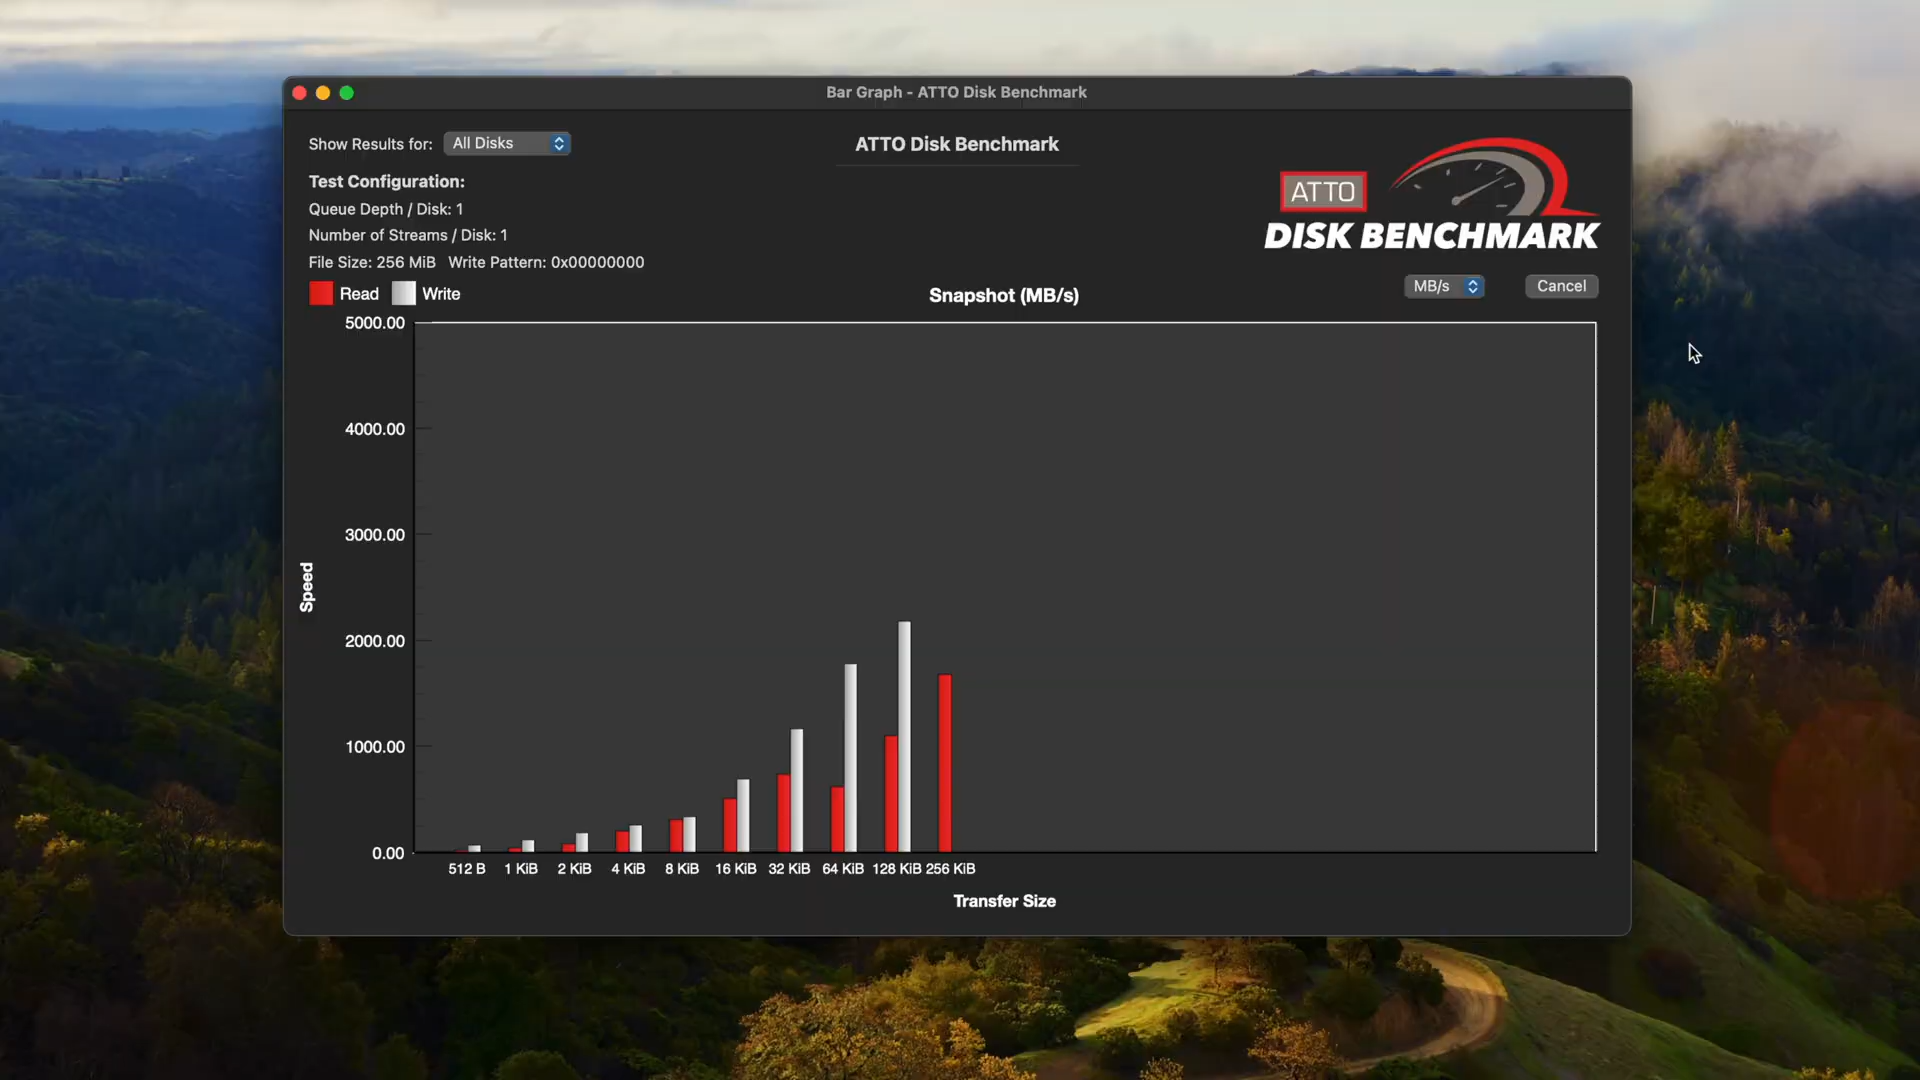 Bar Graph - ATTO Disk Benchmark
Show Results for: All Disks
ATTO Disk Benchmark
Test Configuration:
Queue Depth / Disk: 1
Number of Streams / Disk: 1
File Size: 256 MiB Write Pattern: 0x00000000
ATTO
DISK BENCHMARK
Read Write
Snapshot (MB/s)
MB/s
Cancel
5000.00
4000.00
3000.00
2000.00
1000.00
0.00
Speed
512 B 1 KiB 2 KiB 4 KiB 8 KiB 16 KiB 32 KiB 64 KiB 128 KiB 256 KiB
Transfer Size